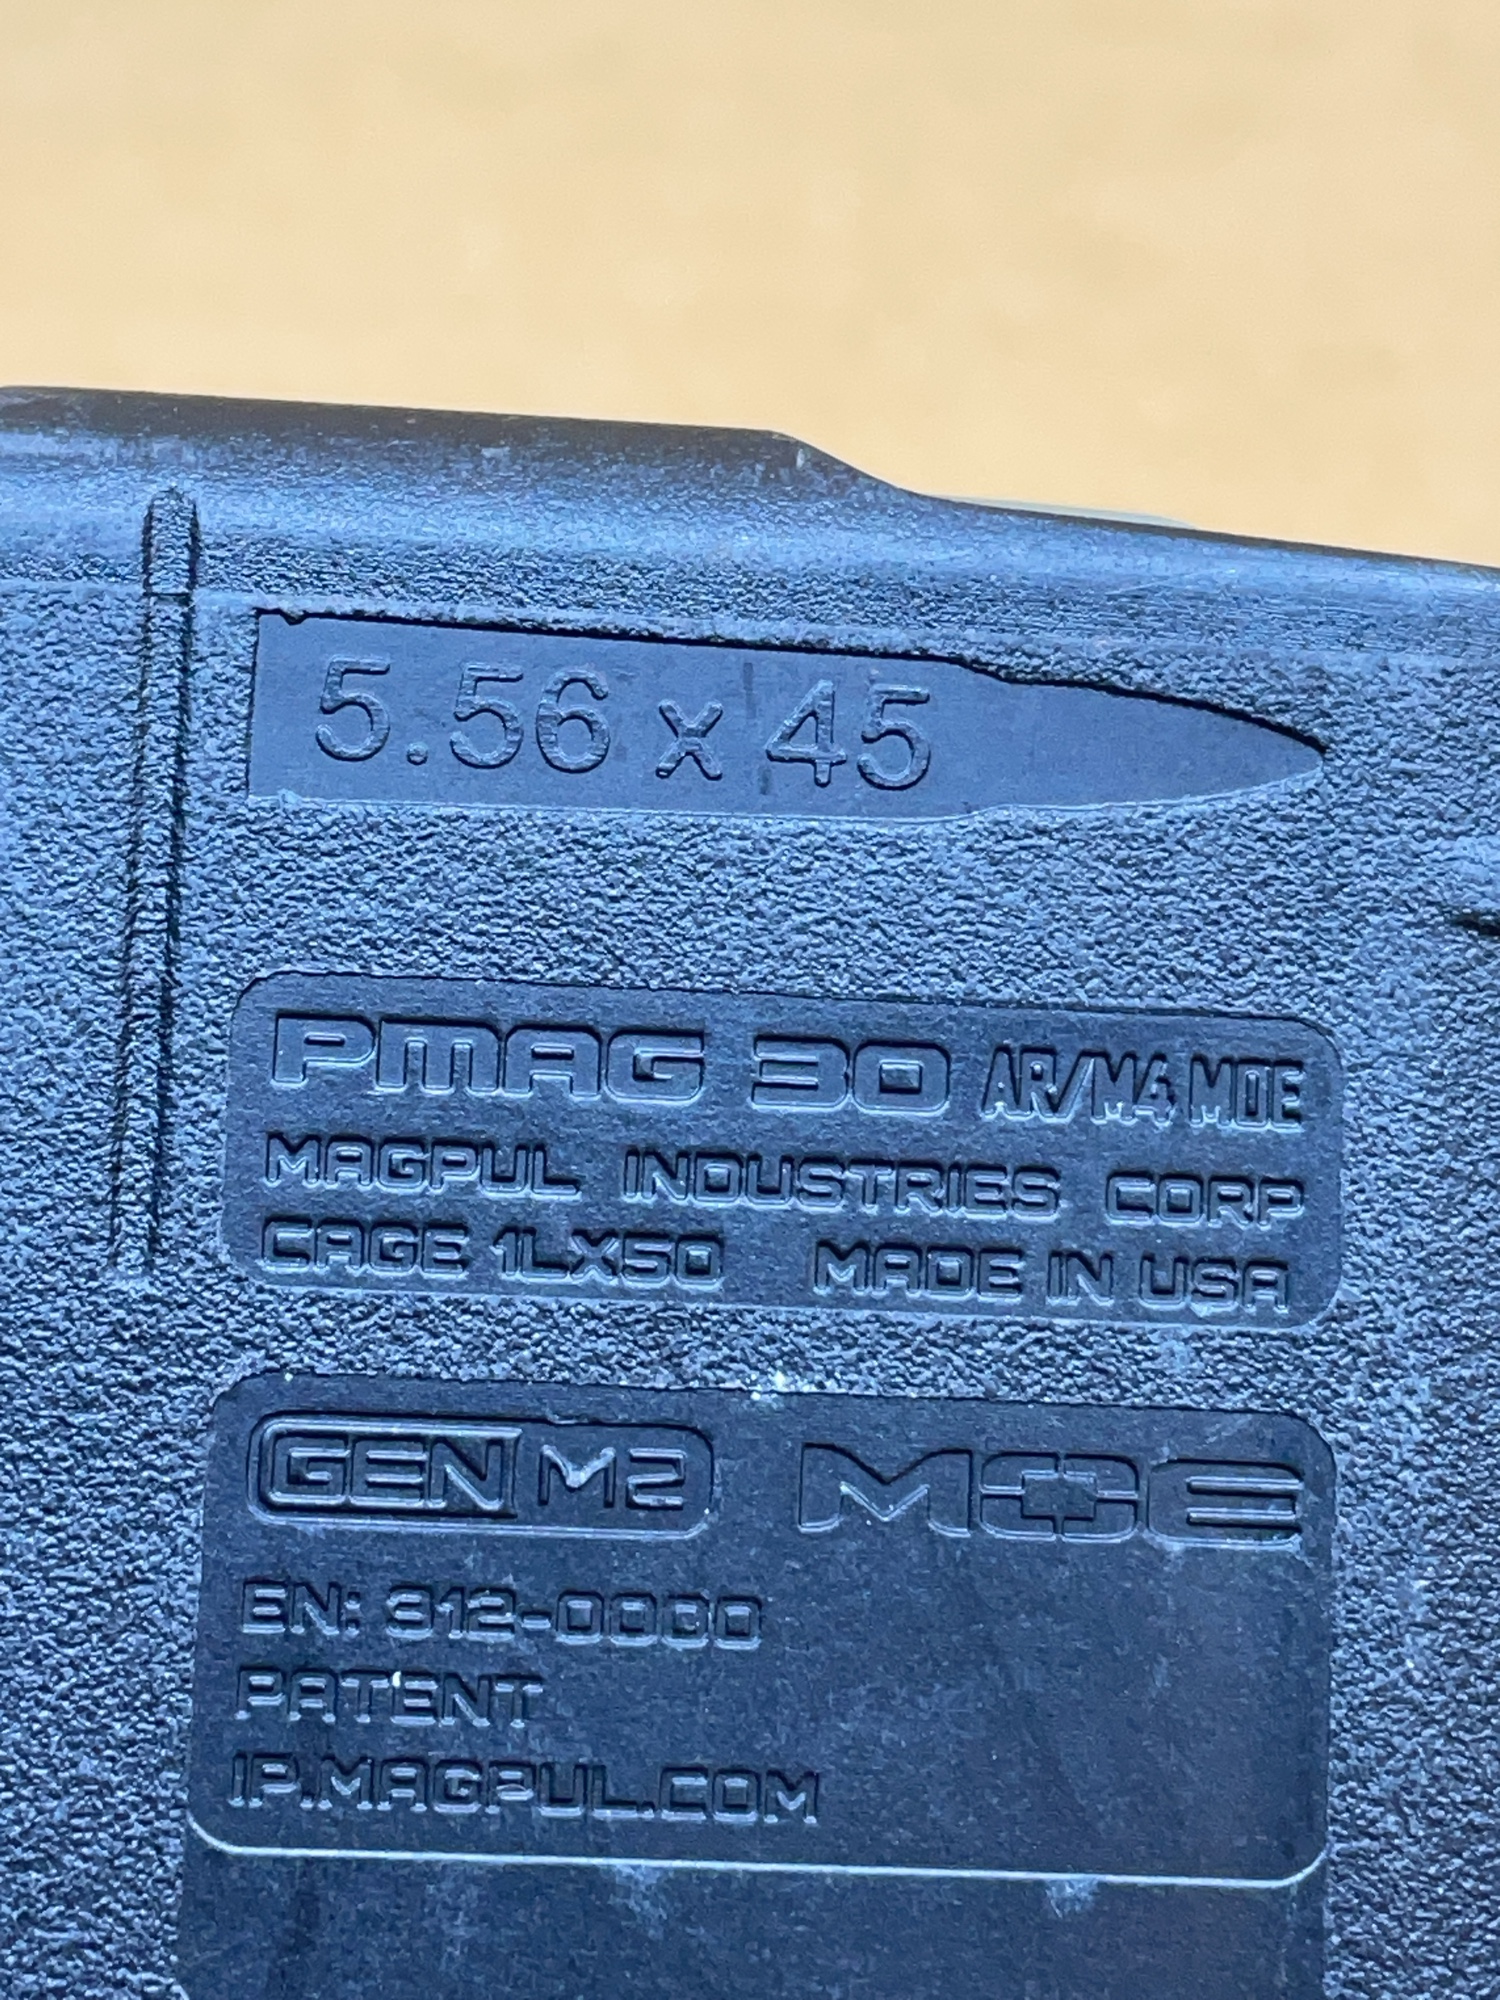 5.56 x 45
PMAG 30 AR/M4 MOE
MAGPUL INDUSTRIES CORP
CAGE 1LX50 MADE IN USA
GEN M2 MOE
EN: 312-0000
PATENT
IP.MAGPUL.COM